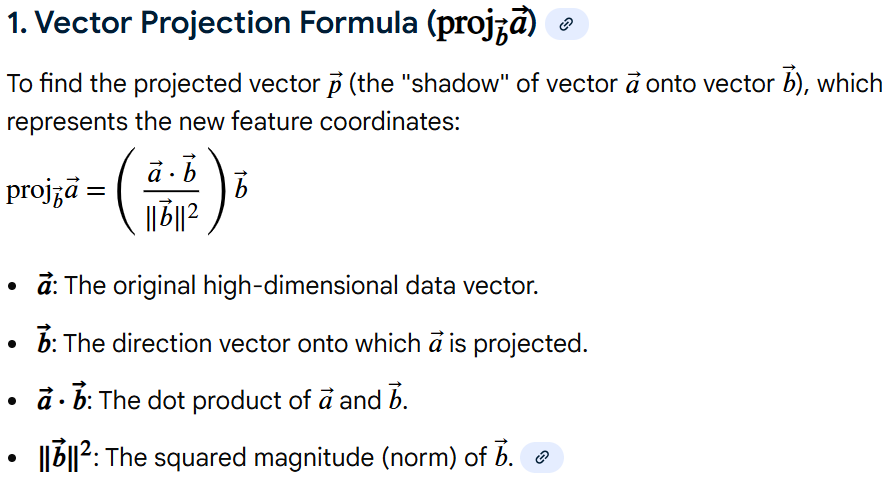 1. Vector Projection Formula (proj_b⃗ a⃗)
To find the projected vector p⃗ (the "shadow" of vector a⃗ onto vector b⃗), which
represents the new feature coordinates:
proj_b⃗ a⃗ = ( (a⃗ · b⃗) / ‖b⃗‖² ) b⃗
• a⃗: The original high-dimensional data vector.
• b⃗: The direction vector onto which a⃗ is projected.
• a⃗ · b⃗: The dot product of a⃗ and b⃗.
• ‖b⃗‖²: The squared magnitude (norm) of b⃗.